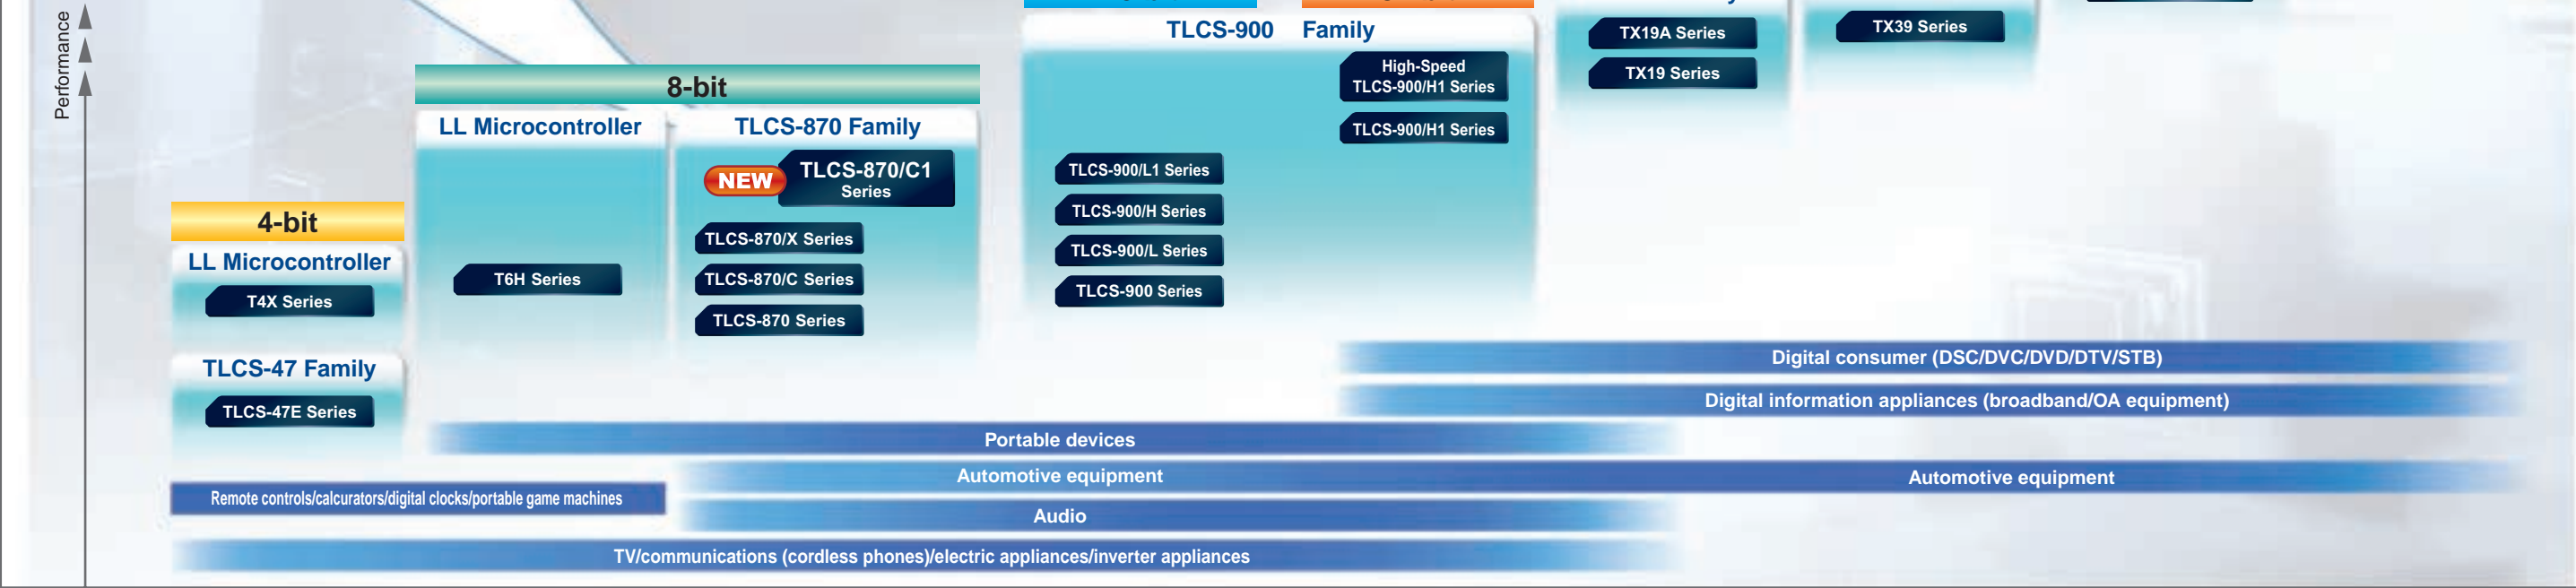 Performance
TLCS-900 Family
TX19A Series
TX39 Series
TX19 Series
High-Speed
TLCS-900/H1 Series
TLCS-900/H1 Series
8-bit
LL Microcontroller
TLCS-870 Family
NEW
TLCS-870/C1
Series
TLCS-870/X Series
T6H Series
TLCS-870/C Series
TLCS-870 Series
TLCS-900/L1 Series
TLCS-900/H Series
TLCS-900/L Series
TLCS-900 Series
4-bit
LL Microcontroller
T4X Series
TLCS-47 Family
TLCS-47E Series
Digital consumer (DSC/DVC/DVD/DTV/STB)
Digital information appliances (broadband/OA equipment)
Portable devices
Automotive equipment
Automotive equipment
Remote controls/calcurators/digital clocks/portable game machines
Audio
TV/communications (cordless phones)/electric appliances/inverter appliances